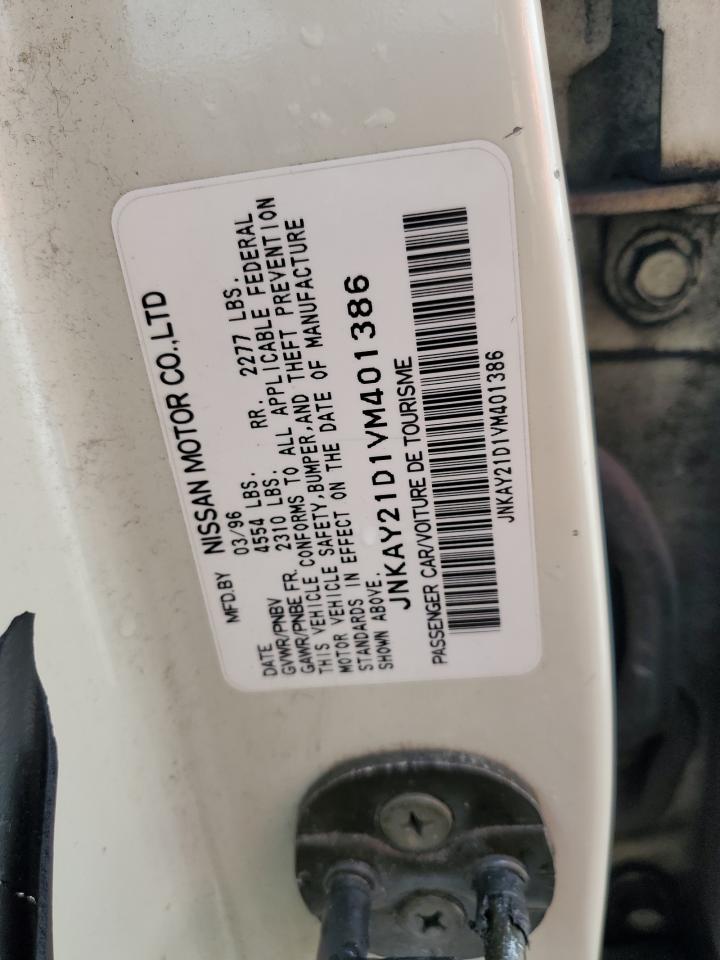 MFD.BY NISSAN MOTOR CO.,LTD
DATE 03/96
GVWR/PNBV 4554 LBS.
GAWR/PNBE FR. 2310 LBS. RR. 2277 LBS.
THIS VEHICLE CONFORMS TO ALL APPLICABLE FEDERAL
MOTOR VEHICLE SAFETY,BUMPER,AND THEFT PREVENTION
STANDARDS IN EFFECT ON THE DATE OF MANUFACTURE
SHOWN ABOVE.
JNKAY21D1VM401386
PASSENGER CAR/VOITURE DE TOURISME
JNKAY21D1VM401386